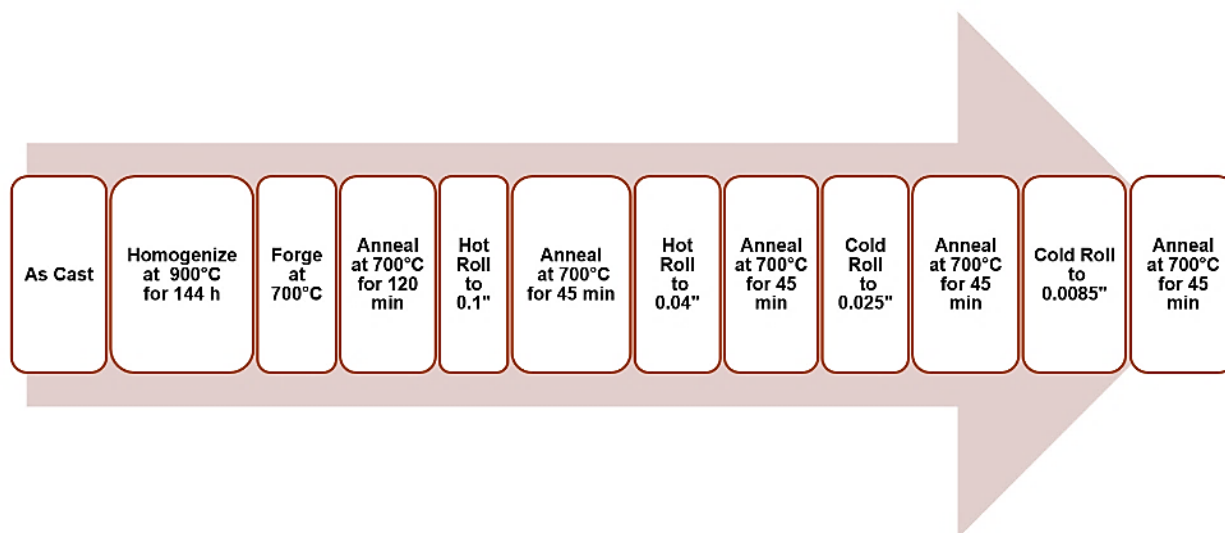 As Cast
Homogenize
at 900°C
for 144 h
Forge
at
700°C
Anneal
at 700°C
for 120
min
Hot
Roll
to
0.1"
Anneal
at 700°C
for 45 min
Hot
Roll
to
0.04"
Anneal
at 700°C
for 45
min
Cold
Roll
to
0.025"
Anneal
at 700°C
for 45
min
Cold Roll
to
0.0085"
Anneal
at 700°C
for 45
min